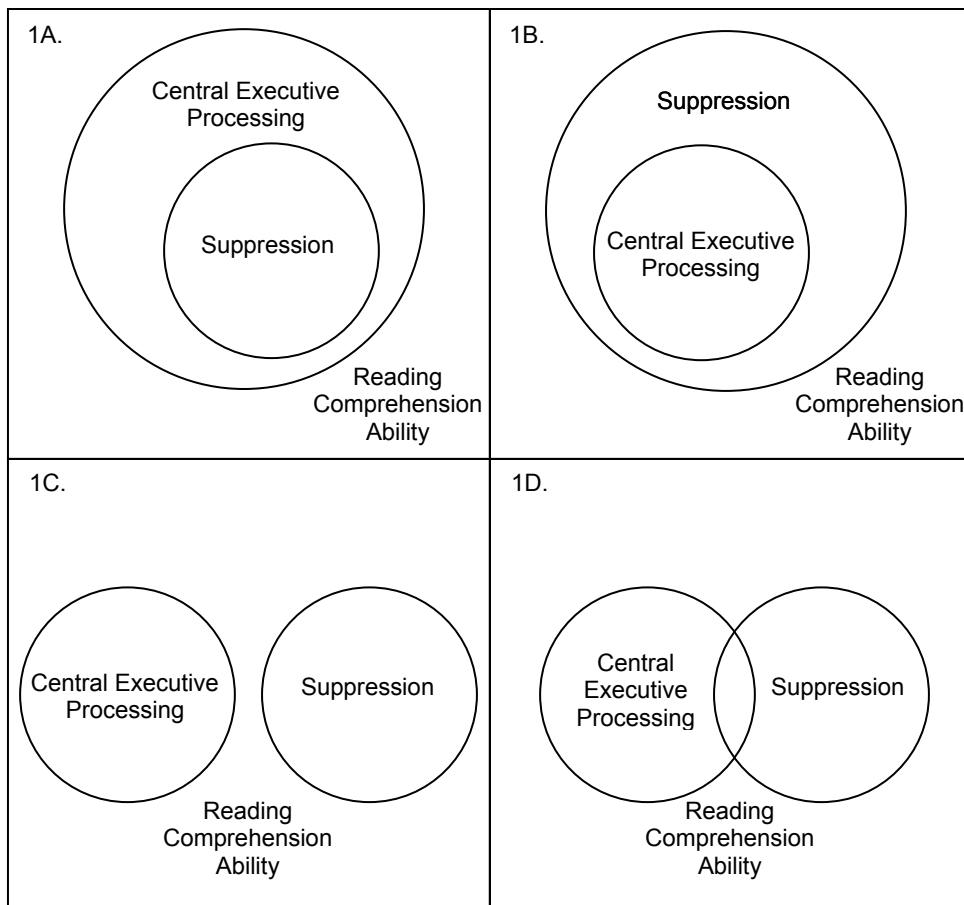 1A.
Central Executive
Processing
Suppression
Reading
Comprehension
Ability
1B.
Suppression
Central Executive
Processing
Reading
Comprehension
Ability
1C.
Central Executive
Processing
Suppression
Reading
Comprehension
Ability
1D.
Central
Executive
Processing
Suppression
Reading
Comprehension
Ability